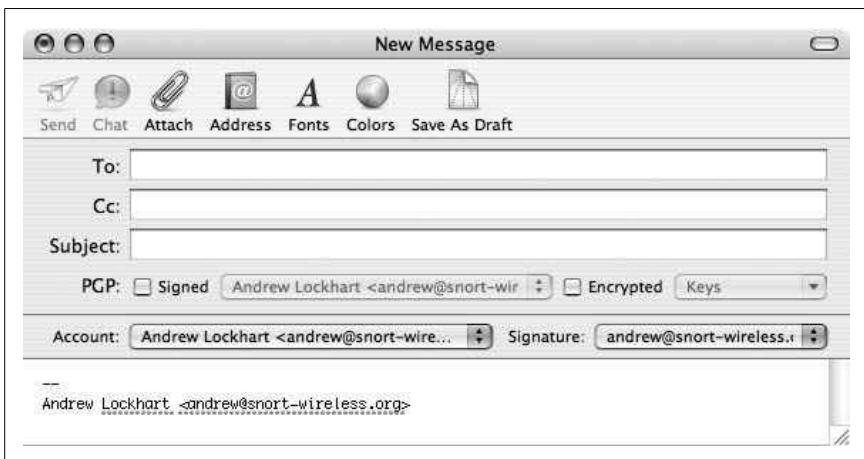 New Message
Send Chat Attach Address Fonts Colors Save As Draft
To:
Cc:
Subject:
PGP: Signed Andrew Lockhart <andrew@snort-wir Encrypted Keys
Account: Andrew Lockhart <andrew@snort-wire... Signature: andrew@snort-wireless.
--
Andrew Lockhart <andrew@snort-wireless.org>